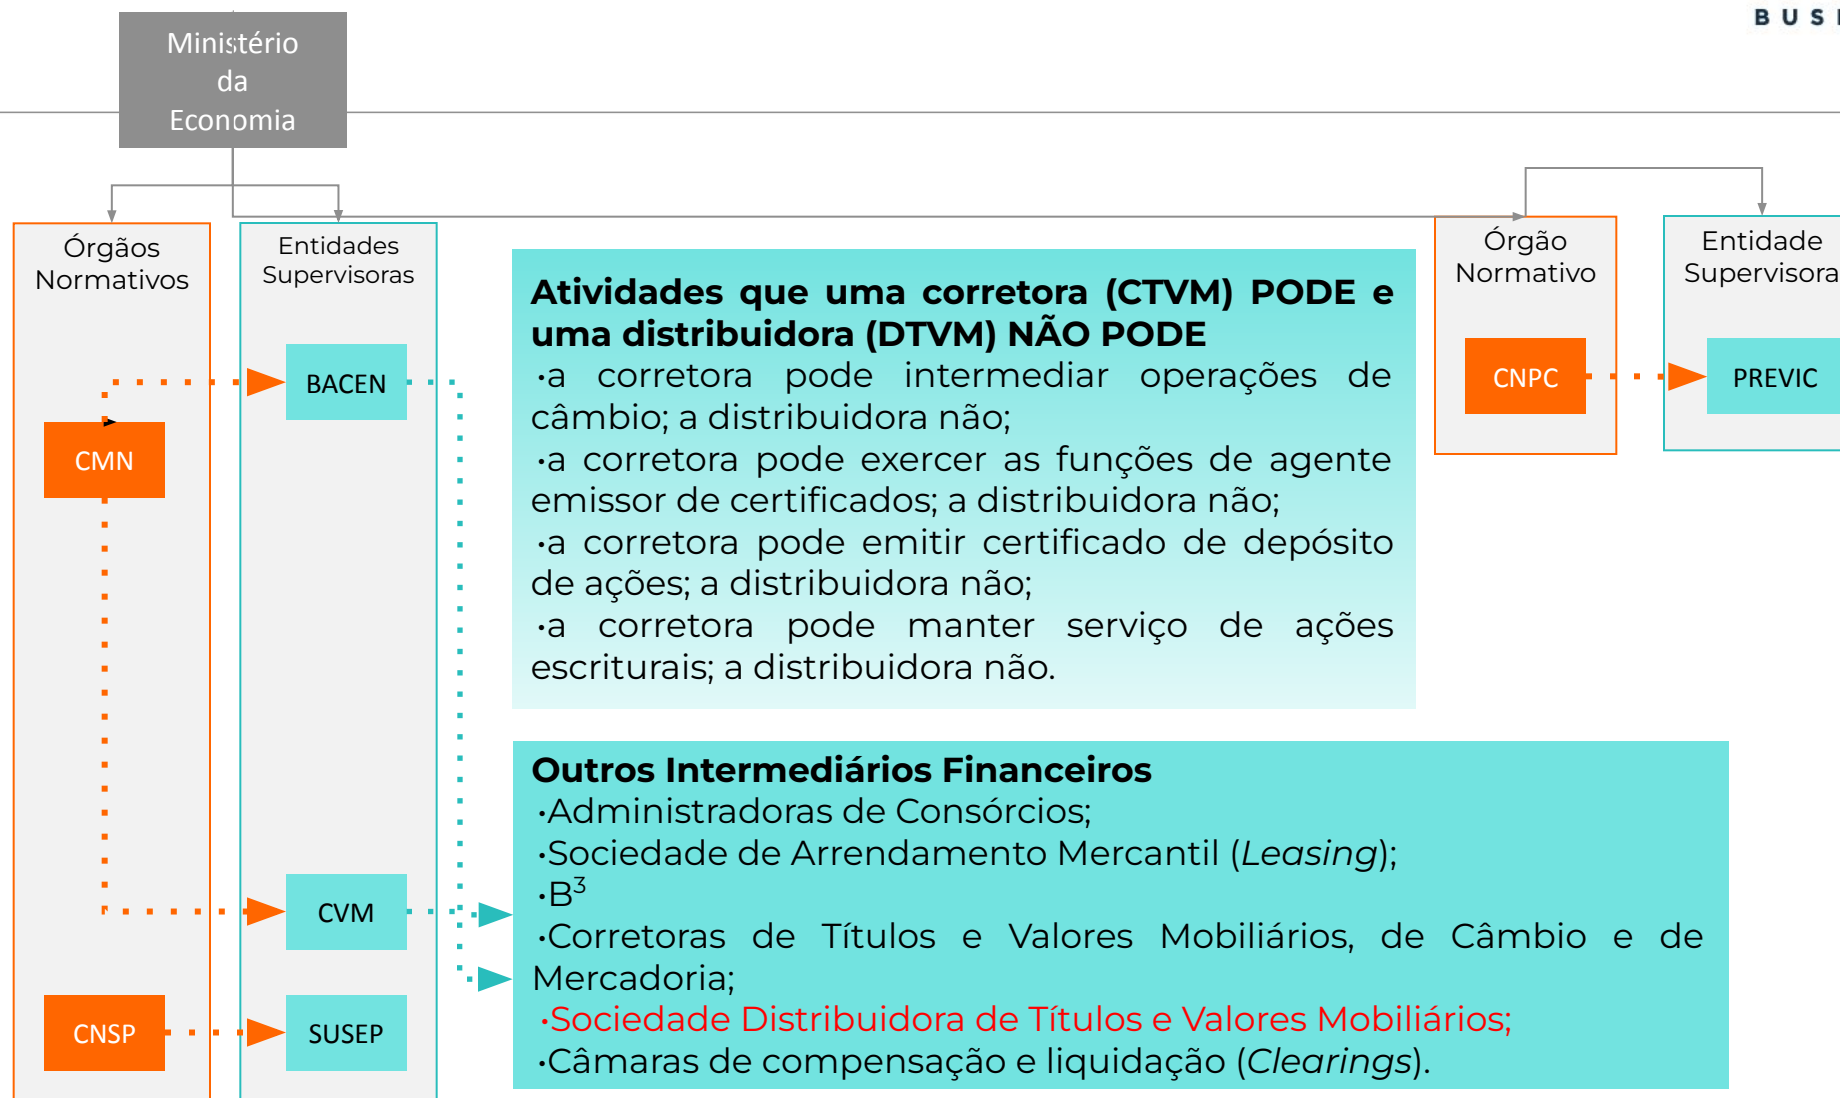 BUS
Ministério
da
Economia
Órgãos
Normativos
Entidades
Supervisoras
BACEN
CMN
CVM
CNSP
SUSEP
Atividades que uma corretora (CTVM) PODE e
uma distribuidora (DTVM) NÃO PODE
•a corretora pode intermediar operações de
câmbio; a distribuidora não;
•a corretora pode exercer as funções de agente
emissor de certificados; a distribuidora não;
•a corretora pode emitir certificado de depósito
de ações; a distribuidora não;
•a corretora pode manter serviço de ações
escriturais; a distribuidora não.
Outros Intermediários Financeiros
•Administradoras de Consórcios;
•Sociedade de Arrendamento Mercantil (Leasing);
•B³
•Corretoras de Títulos e Valores Mobiliários, de Câmbio e de
Mercadoria;
•Sociedade Distribuidora de Títulos e Valores Mobiliários;
•Câmaras de compensação e liquidação (Clearings).
Órgão
Normativo
CNPC
Entidade
Supervisora
PREVIC